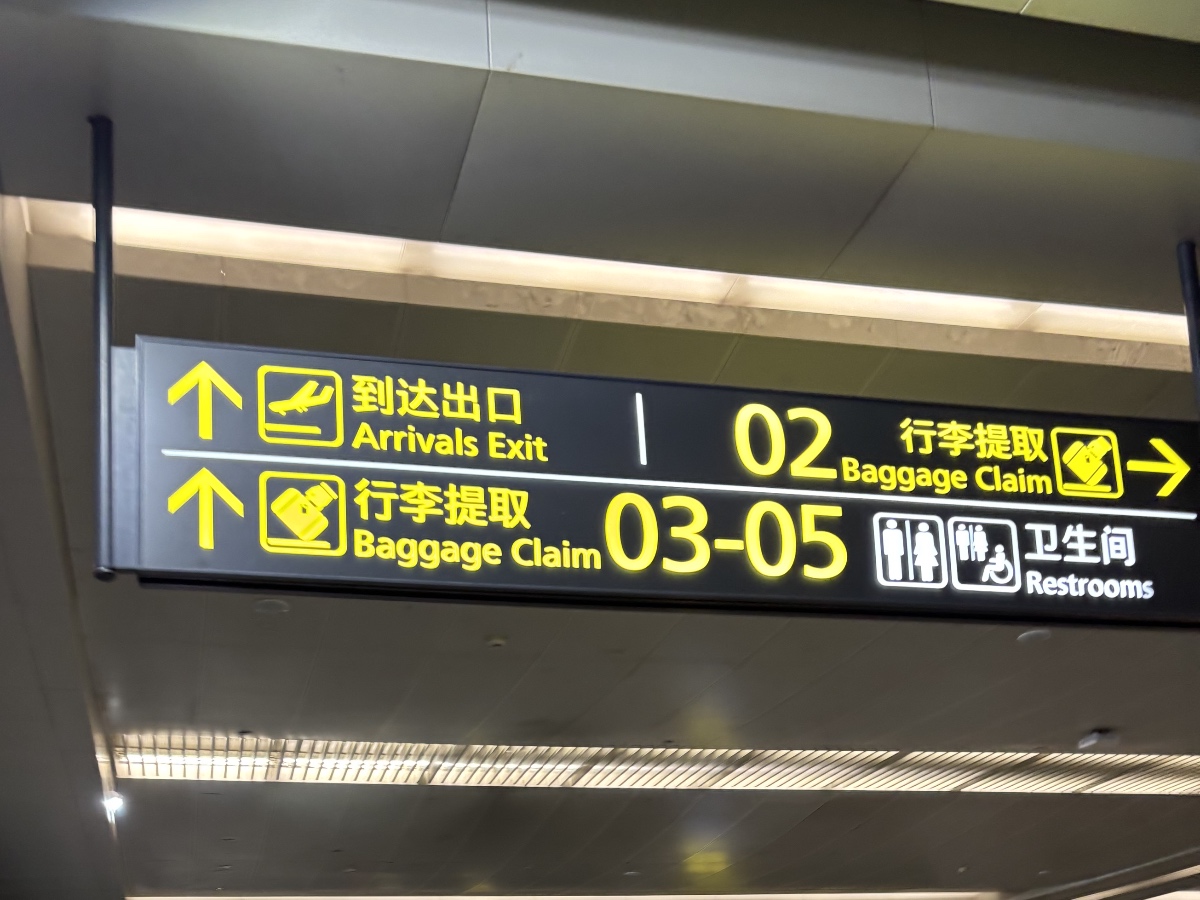 到达出口
Arrivals Exit
02 行李提取
Baggage Claim
行李提取
Baggage Claim 03-05
卫生间
Restrooms